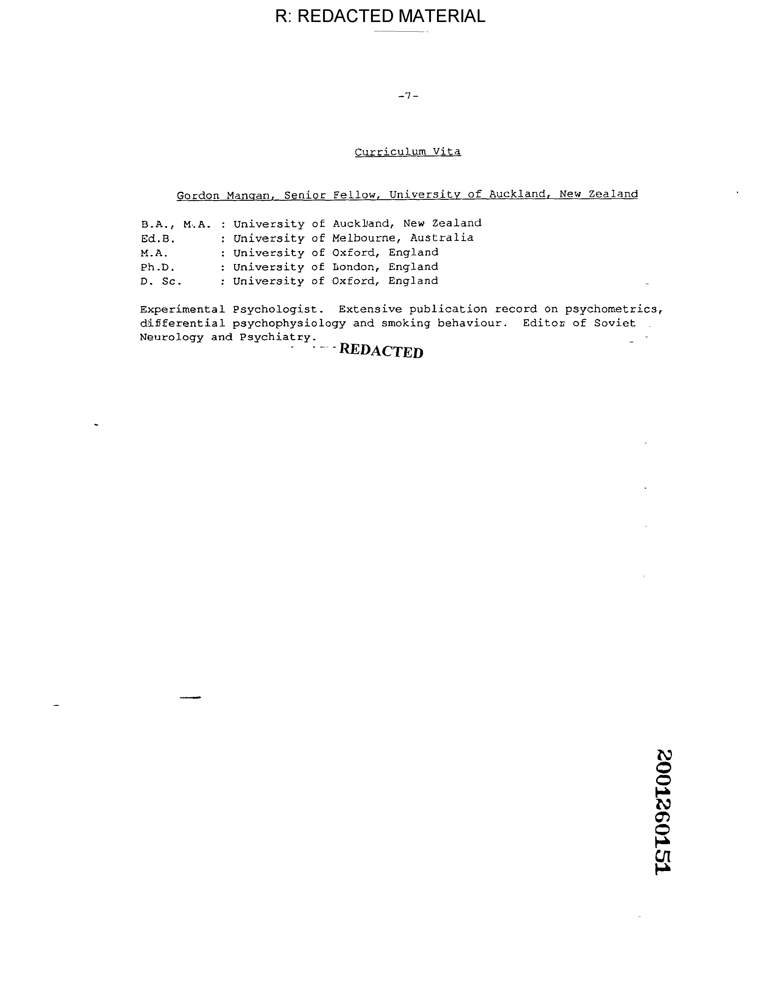 R: REDACTED MATERIAL
-7-
Curriculum Vita
Gordon Mangan, Senior Fellow, University of Auckland, New Zealand
B.A., M.A. : University of Auckland, New Zealand
Ed.B. : University of Melbourne, Australia
M.A. : University of Oxford, England
Ph.D. : University of London, England
D. Sc. : University of Oxford, England
Experimental Psychologist. Extensive publication record on psychometrics,
differential psychophysiology and smoking behaviour. Editor of Soviet
Neurology and Psychiatry.
REDACTED
2001260151